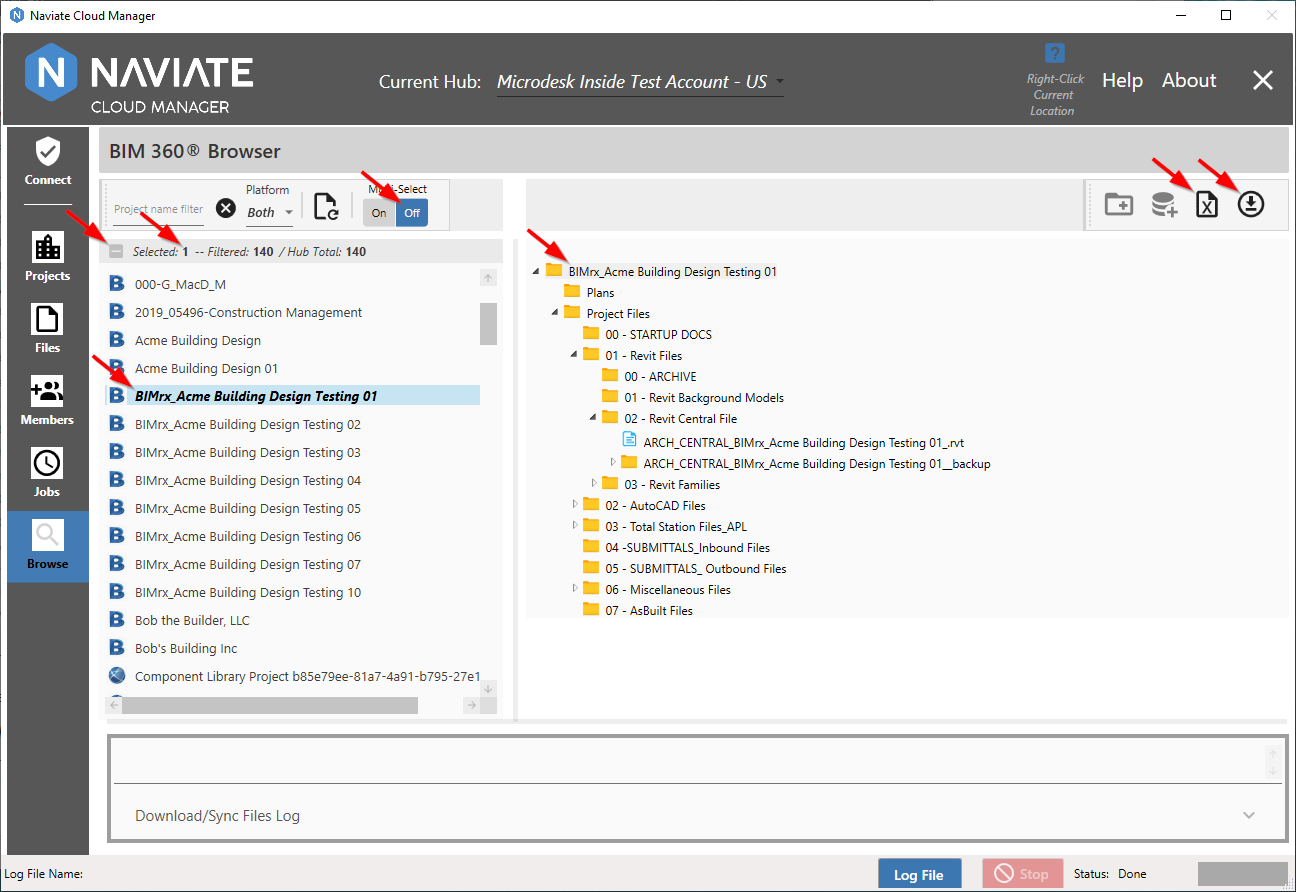 Naviate Cloud Manager
NAVIATE
CLOUD MANAGER
Current Hub: Microdesk Inside Test Account - US
Right-Click
Current
Location
Help About
BIM 360® Browser
Connect
Projects
Files
Members
Jobs
Browse
Project name filter
Platform
Both
On Off
Selected: 1 -- Filtered: 140 / Hub Total: 140
000-G_MacD_M
2019_05496-Construction Management
Acme Building Design
Acme Building Design 01
BIMrx_Acme Building Design Testing 01
BIMrx_Acme Building Design Testing 02
BIMrx_Acme Building Design Testing 03
BIMrx_Acme Building Design Testing 04
BIMrx_Acme Building Design Testing 05
BIMrx_Acme Building Design Testing 06
BIMrx_Acme Building Design Testing 07
BIMrx_Acme Building Design Testing 10
Bob the Builder, LLC
Bob's Building Inc
Component Library Project b85e79ee-81a7-4a91-b795-27e1
BIMrx_Acme Building Design Testing 01
Plans
Project Files
00 - STARTUP DOCS
01 - Revit Files
00 - ARCHIVE
01 - Revit Background Models
02 - Revit Central File
ARCH_CENTRAL_BIMrx_Acme Building Design Testing 01_.rvt
ARCH_CENTRAL_BIMrx_Acme Building Design Testing 01__backup
03 - Revit Families
02 - AutoCAD Files
03 - Total Station Files_APL
04 -SUBMITTALS_Inbound Files
05 - SUBMITTALS_ Outbound Files
06 - Miscellaneous Files
07 - AsBuilt Files
Download/Sync Files Log
Log File Name:
Log File
Stop
Status: Done